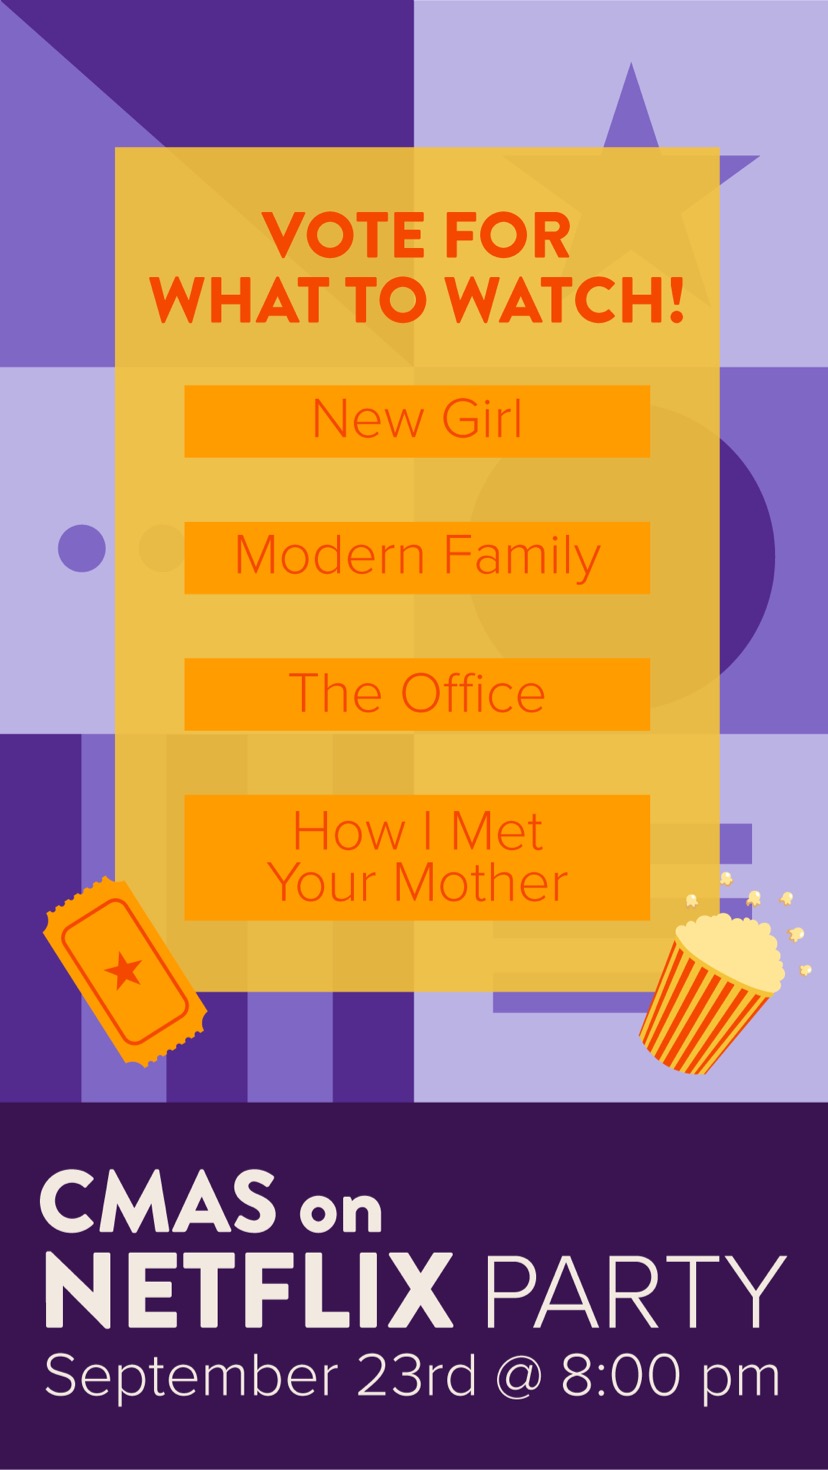 VOTE FOR
WHAT TO WATCH!
New Girl
Modern Family
The Office
How I Met
Your Mother
CMAS on
NETFLIX PARTY
September 23rd @ 8:00 pm